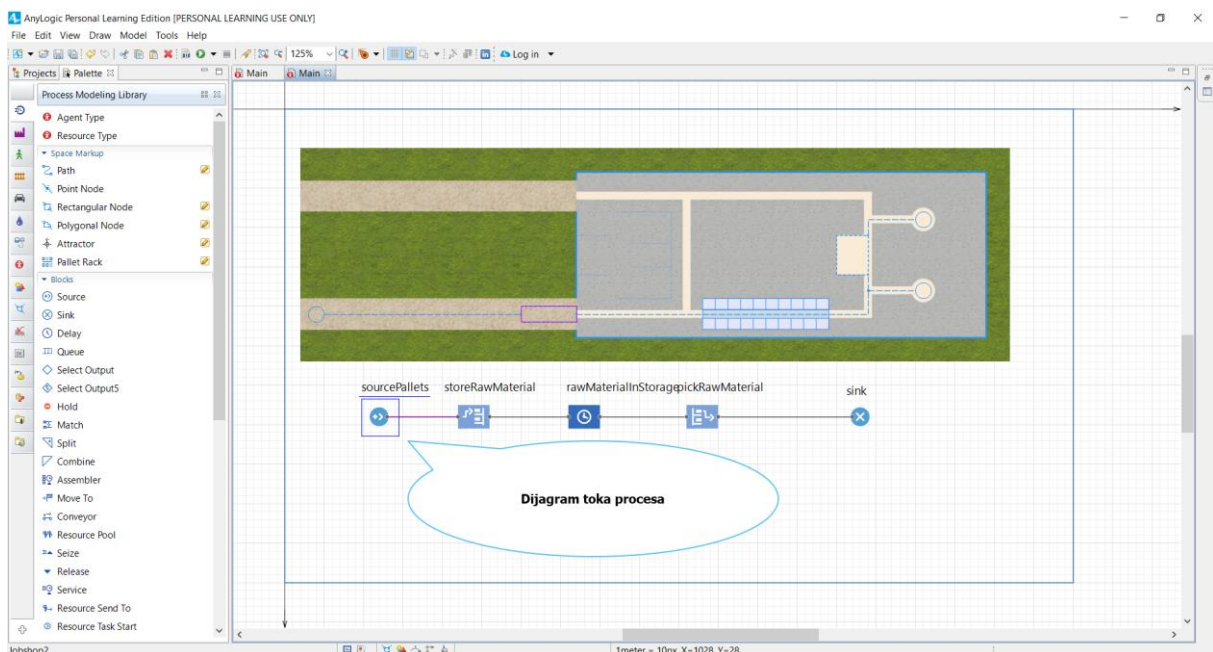 AnyLogic Personal Learning Edition [PERSONAL LEARNING USE ONLY]
File Edit View Draw Model Tools Help
125%
Log in
Projects Palette
Main Main
Process Modeling Library
Agent Type
Resource Type
Space Markup
Path
Point Node
Rectangular Node
Polygonal Node
Attractor
Pallet Rack
Blocks
Source
Sink
Delay
Queue
Select Output
Select Output5
Hold
Match
Split
Combine
Assembler
Move To
Conveyor
Resource Pool
Seize
Release
Service
Resource Send To
Resource Task Start
sourcePallets storeRawMaterial rawMaterialInStorage pickRawMaterial sink
Dijagram toka procesa
Jobshop2
1meter = 10px X=1028 Y=28